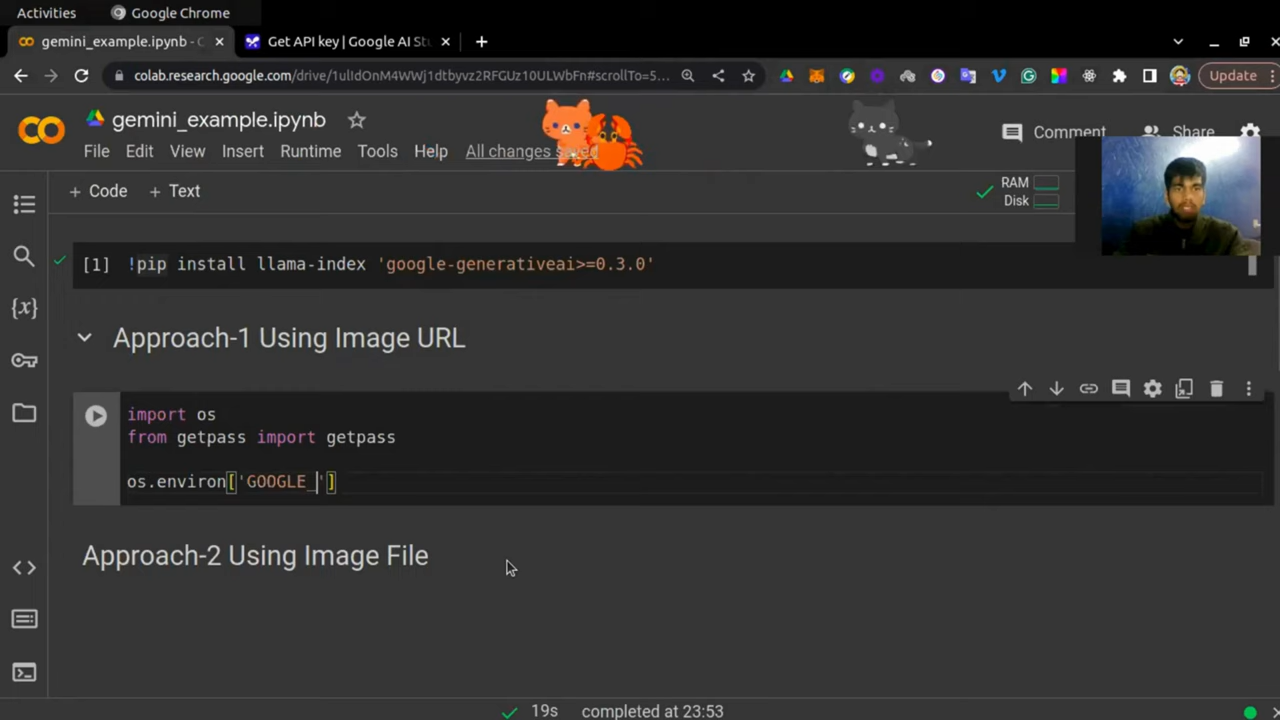 Activities
Google Chrome
gemini_example.ipynb - C
Get API key | Google AI St
colab.research.google.com/drive/1ulIdOnM4WWj1dtbyvz2RFGUz10ULWbFn#scrollTo=5...
Update
gemini_example.ipynb
Comment
Share
File Edit View Insert Runtime Tools Help All changes saved
+ Code + Text
RAM
Disk
[1] !pip install llama-index 'google-generativeai>=0.3.0'
Approach-1 Using Image URL
import os
from getpass import getpass
os.environ['GOOGLE_']
Approach-2 Using Image File
19s completed at 23:53